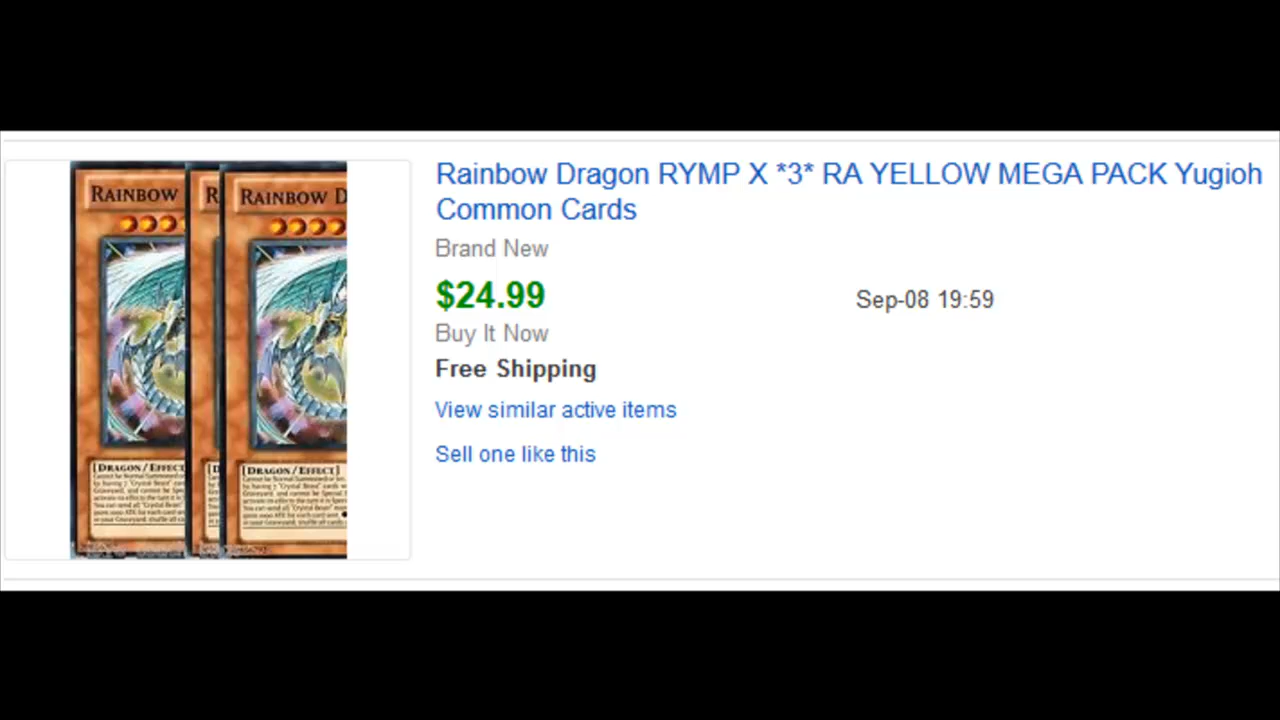 RAINBOW
R
RAINBOW D
[DRAGON/EFFECT
[D
[DRAGON/EFFECT]
Rainbow Dragon RYMP X *3* RA YELLOW MEGA PACK Yugioh
Common Cards
Brand New
$24.99
Sep-08 19:59
Buy It Now
Free Shipping
View similar active items
Sell one like this